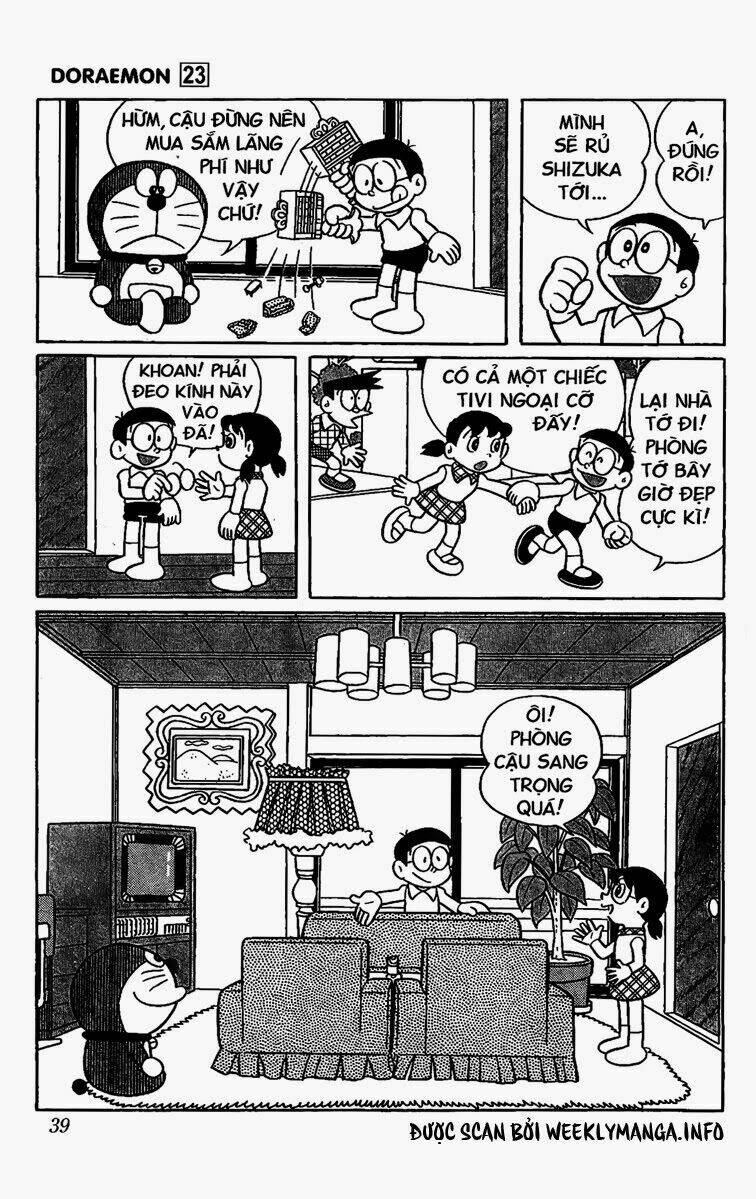 DORAEMON 23
HỪM, CẬU ĐỪNG NÊN
MUA SẮM LÃNG
PHÍ NHƯ
VẬY
CHỨ!
A,
ĐÚNG
RỒI!
MÌNH
SẼ RỦ
SHIZUKA
TỚI...
KHOAN! PHẢI
ĐEO KÍNH NÀY
VÀO
ĐÃ!
CÓ CẢ MỘT CHIẾC
TIVI NGOẠI CỠ
ĐẤY!
LẠI NHÀ
TỚ ĐI!
PHÒNG
TỚ BÂY
GIỜ ĐẸP
CỰC KÌ!
ÔI!
PHÒNG
CẬU SANG
TRỌNG
QUÁ!
39
ĐƯỢC SCAN BỞI WEEKLYMANGA.INFO